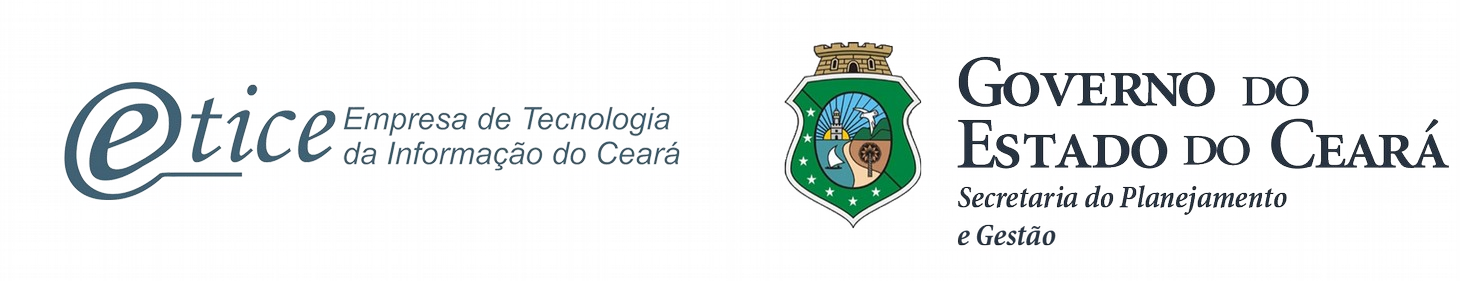 etice
Empresa de Tecnologia
da Informação do Ceará
GOVERNO DO
ESTADO DO CEARÁ
Secretaria do Planejamento
e Gestão